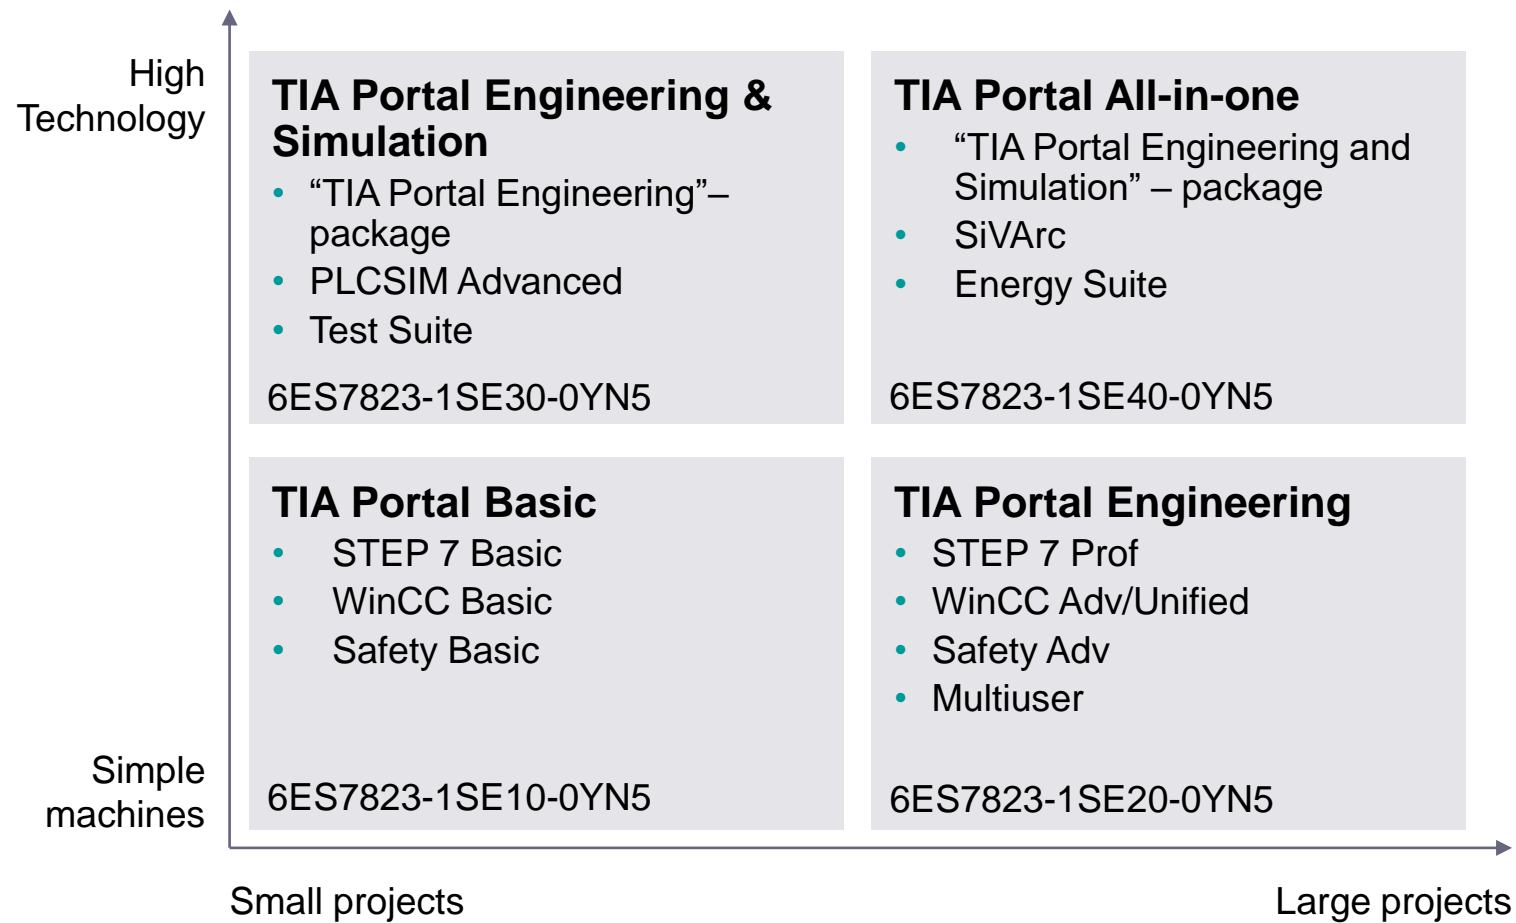 High
Technology
TIA Portal Engineering &
Simulation
• “TIA Portal Engineering”–
package
• PLCSIM Advanced
• Test Suite
6ES7823-1SE30-0YN5
TIA Portal All-in-one
• “TIA Portal Engineering and
Simulation” – package
• SiVArc
• Energy Suite
6ES7823-1SE40-0YN5
TIA Portal Basic
• STEP 7 Basic
• WinCC Basic
• Safety Basic
6ES7823-1SE10-0YN5
TIA Portal Engineering
• STEP 7 Prof
• WinCC Adv/Unified
• Safety Adv
• Multiuser
6ES7823-1SE20-0YN5
Simple
machines
Small projects
Large projects